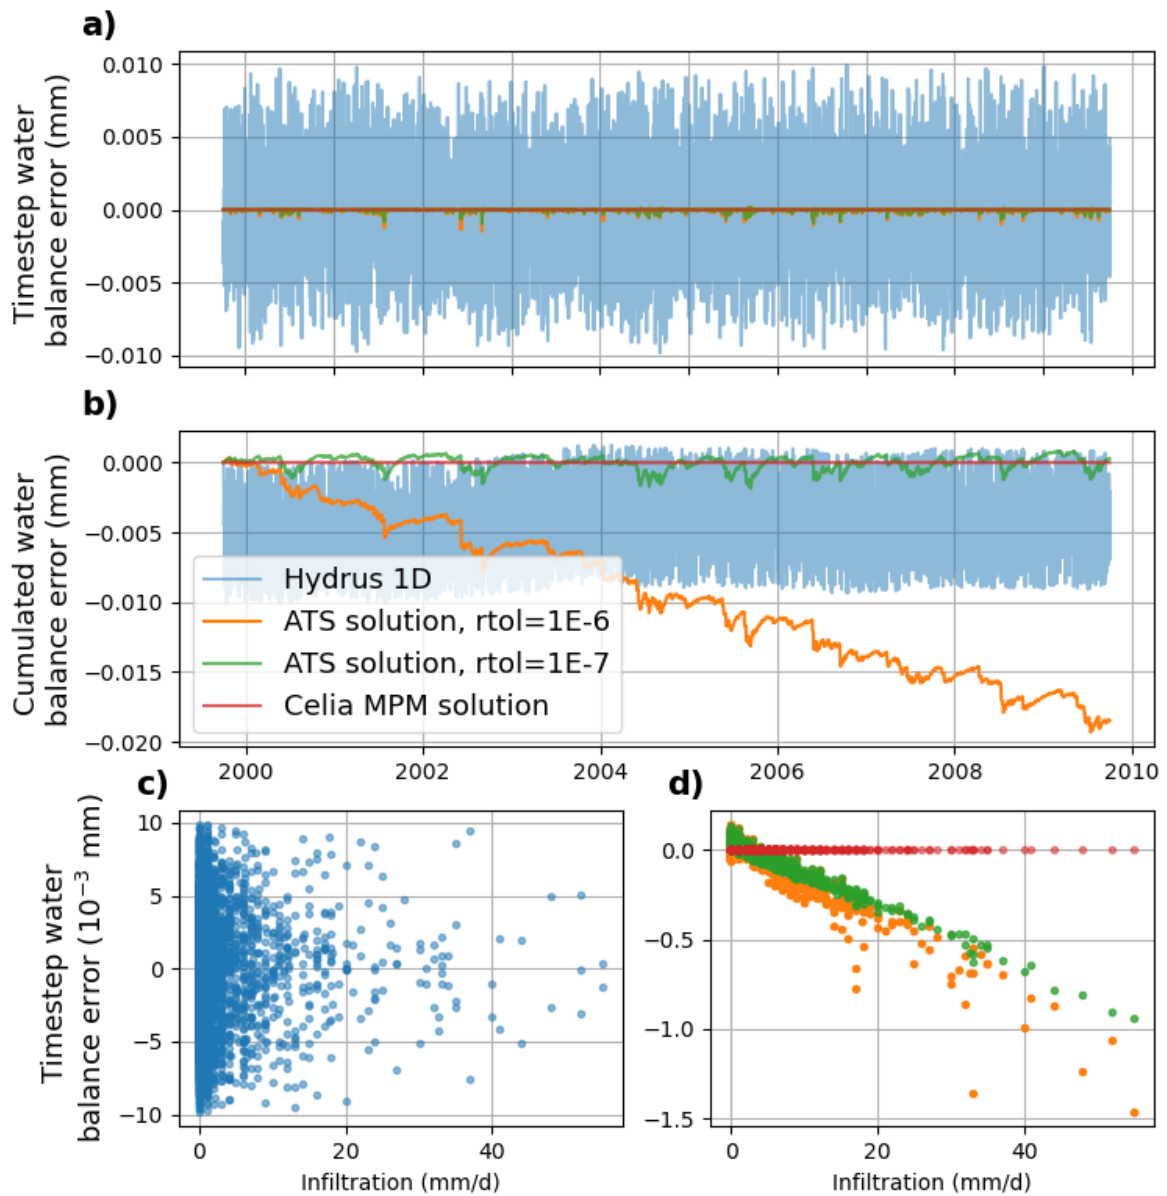 a)
Timestep water
balance error (mm)
0.010
0.005
0.000
−0.005
−0.010
b)
Cumulated water
balance error (mm)
0.000
−0.005
−0.010
−0.015
−0.020
Hydrus 1D
ATS solution, rtol=1E-6
ATS solution, rtol=1E-7
Celia MPM solution
2000 2002 2004 2006 2008 2010
c)
Timestep water
balance error (10⁻³ mm)
10
5
0
−5
−10
0 20 40
Infiltration (mm/d)
d)
0.0
−0.5
−1.0
−1.5
0 20 40
Infiltration (mm/d)